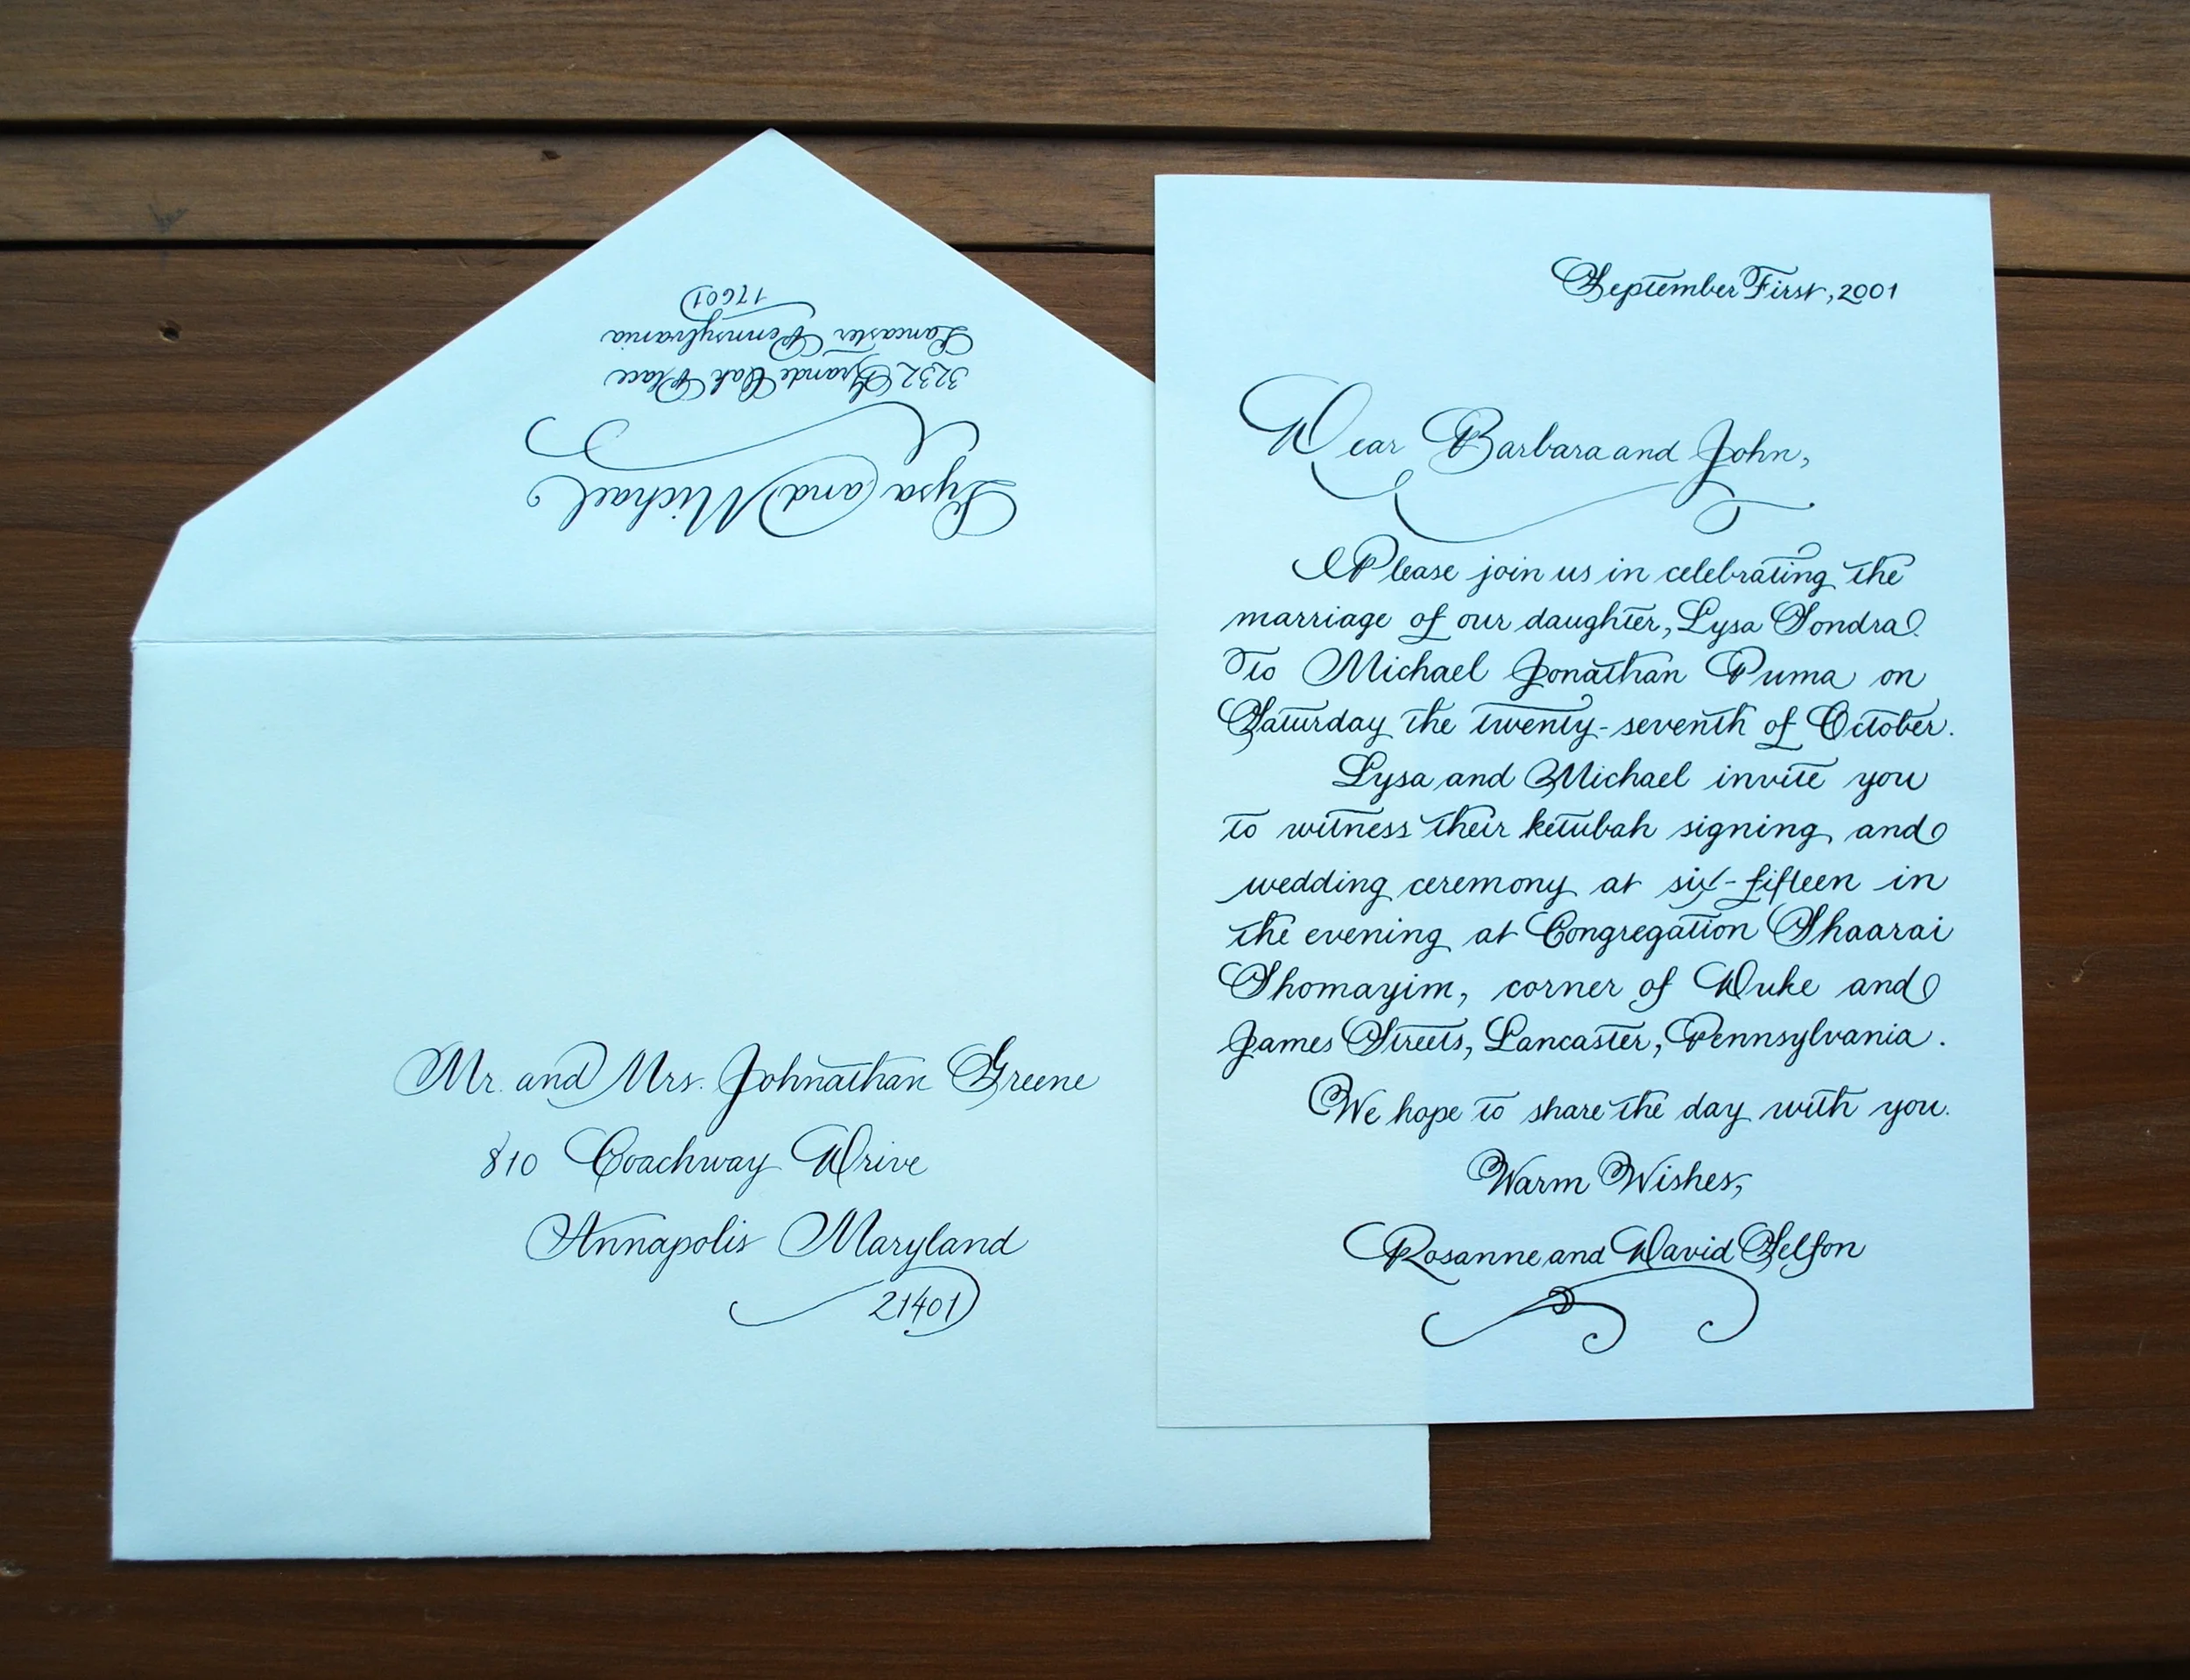 Lysa and Michael
3232 Grande Oak Place
Lancaster Pennsylvania
17601
Mr. and Mrs. Johnathan Greene
810 Coachway Drive
Annapolis Maryland
21401
September First, 2001
Dear Barbara and John,
Please join us in celebrating the
marriage of our daughter, Lysa Sondra
to Michael Jonathan Puma on
Saturday the twenty-seventh of October.
Lysa and Michael invite you
to witness their ketubah signing and
wedding ceremony at six-fifteen in
the evening at Congregation Shaarai
Shomayim, corner of Duke and
James Streets, Lancaster, Pennsylvania.
We hope to share the day with you.
Warm Wishes,
Rosanne and David Selfon